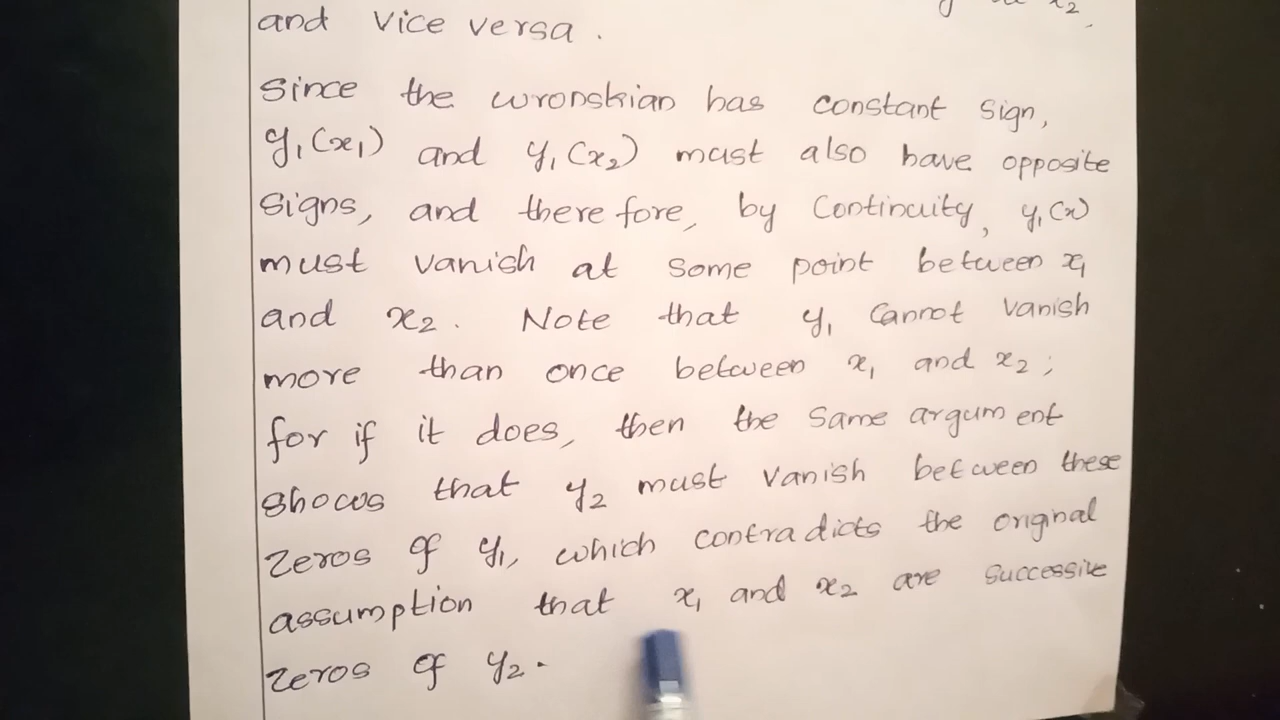 x₂,
and vice versa.
Since the wronskian has constant sign,
y₁(x₁) and y₁(x₂) must also have opposite
signs, and therefore, by continuity, y₁(x)
must vanish at some point between x₁
and x₂. Note that y₁ cannot vanish
more than once between x₁ and x₂;
for if it does, then the same argument
shows that y₂ must vanish between these
zeros of y₁, which contradicts the original
assumption that x₁ and x₂ are successive
zeros of y₂.